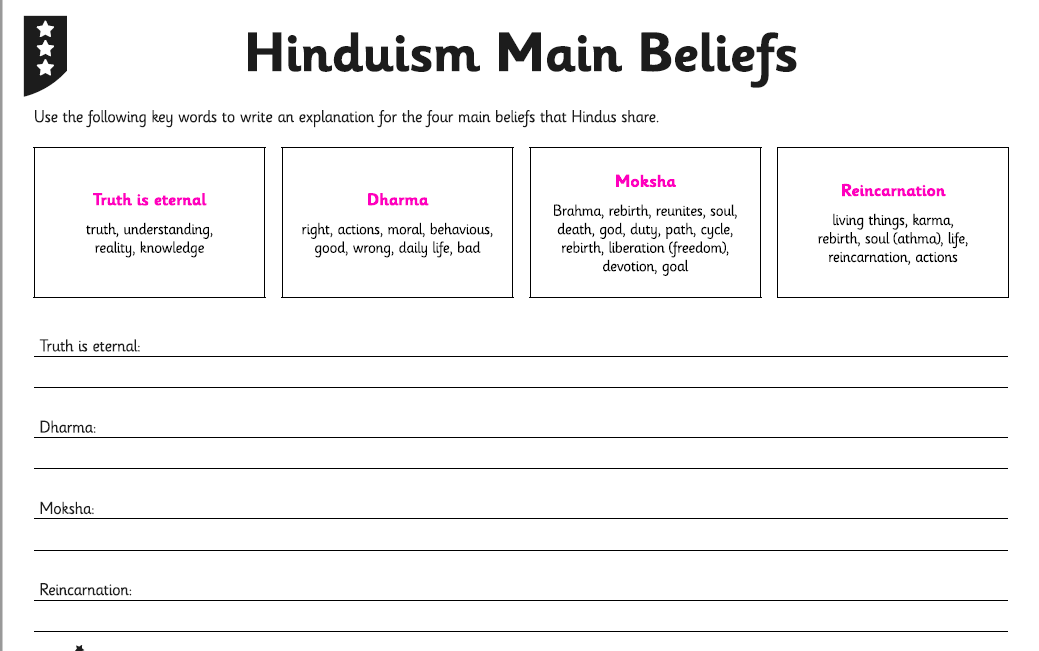 Hinduism Main Beliefs
Use the following key words to write an explanation for the four main beliefs that Hindus share.
Truth is eternal
truth, understanding,
reality, knowledge
Dharma
right, actions, moral, behavious,
good, wrong, daily life, bad
Moksha
Brahma, rebirth, reunites, soul,
death, god, duty, path, cycle,
rebirth, liberation (freedom),
devotion, goal
Reincarnation
living things, karma,
rebirth, soul (athma), life,
reincarnation, actions
Truth is eternal:
Dharma:
Moksha:
Reincarnation: